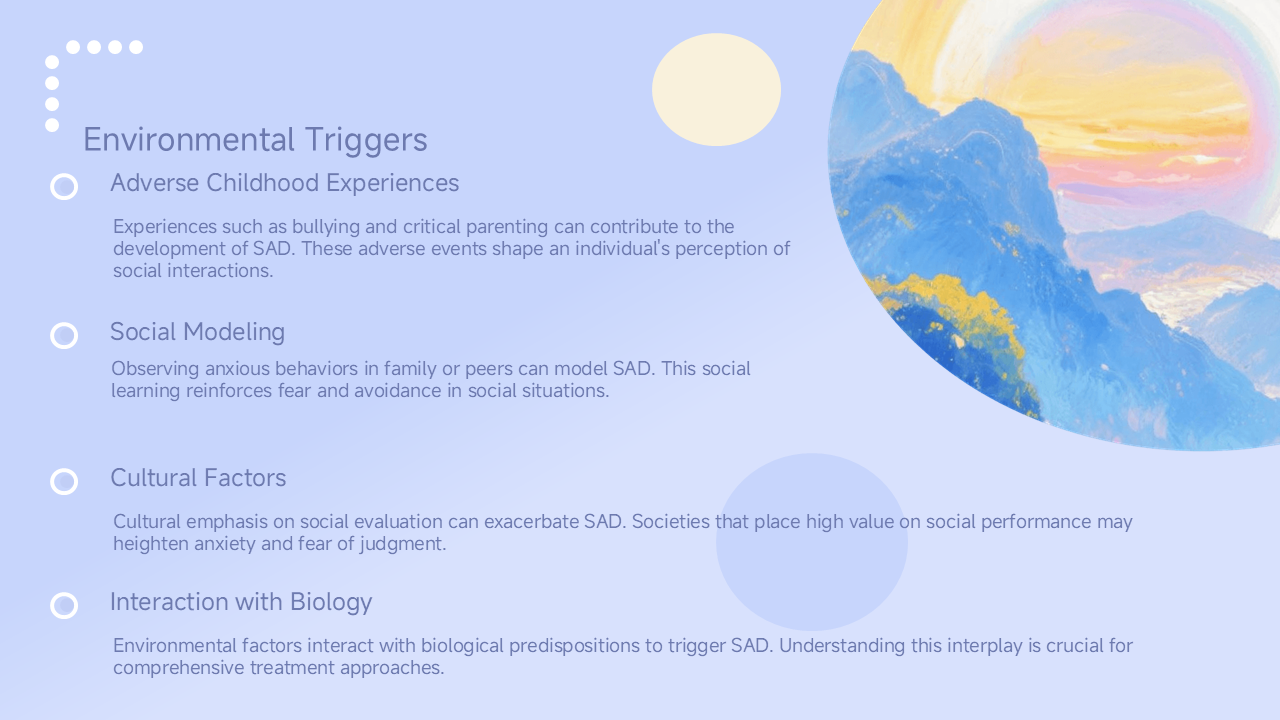 Environmental Triggers
Adverse Childhood Experiences
Experiences such as bullying and critical parenting can contribute to the
development of SAD. These adverse events shape an individual's perception of
social interactions.
Social Modeling
Observing anxious behaviors in family or peers can model SAD. This social
learning reinforces fear and avoidance in social situations.
Cultural Factors
Cultural emphasis on social evaluation can exacerbate SAD. Societies that place high value on social performance may
heighten anxiety and fear of judgment.
Interaction with Biology
Environmental factors interact with biological predispositions to trigger SAD. Understanding this interplay is crucial for
comprehensive treatment approaches.